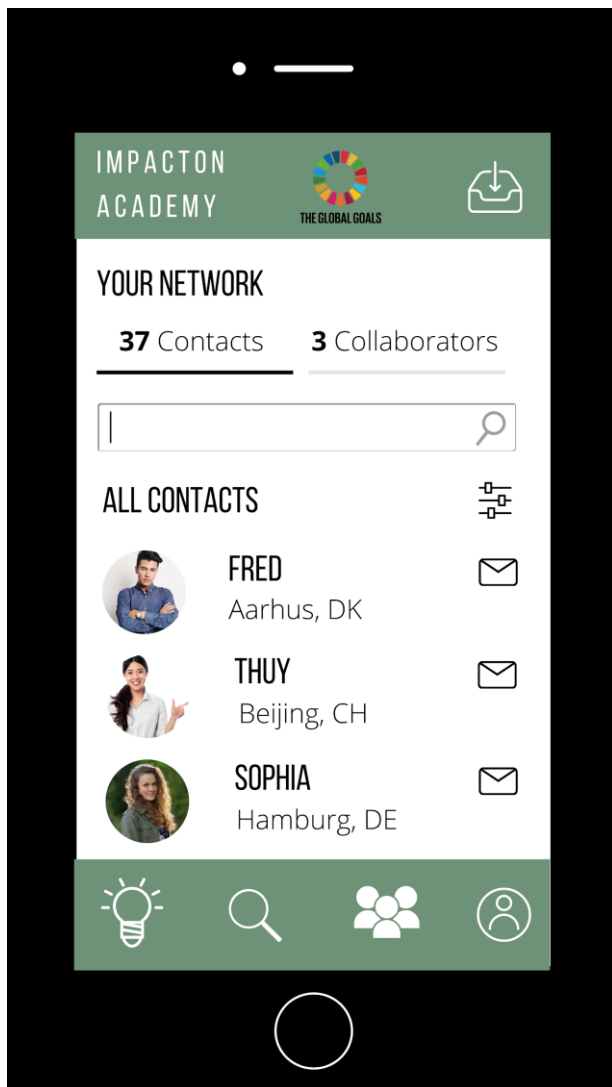 IMPACTON
ACADEMY
THE GLOBAL GOALS
YOUR NETWORK
37 Contacts
3 Collaborators
ALL CONTACTS
FRED
Aarhus, DK
THUY
Beijing, CH
SOPHIA
Hamburg, DE